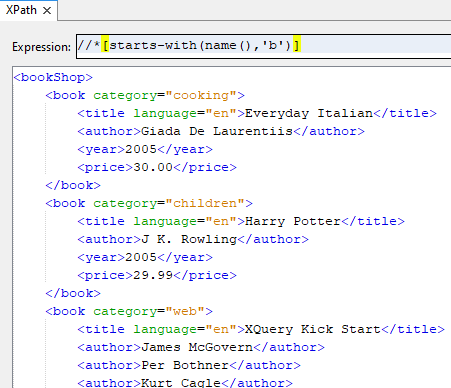 XPath
Expression: //*[starts-with(name(),'b')]
<bookShop>
<book category="cooking">
<title language="en">Everyday Italian</title>
<author>Giada De Laurentiis</author>
<year>2005</year>
<price>30.00</price>
</book>
<book category="children">
<title language="en">Harry Potter</title>
<author>J K. Rowling</author>
<year>2005</year>
<price>29.99</price>
</book>
<book category="web">
<title language="en">XQuery Kick Start</title>
<author>James McGovern</author>
<author>Per Bothner</author>
<author>Kurt Cagle</author>